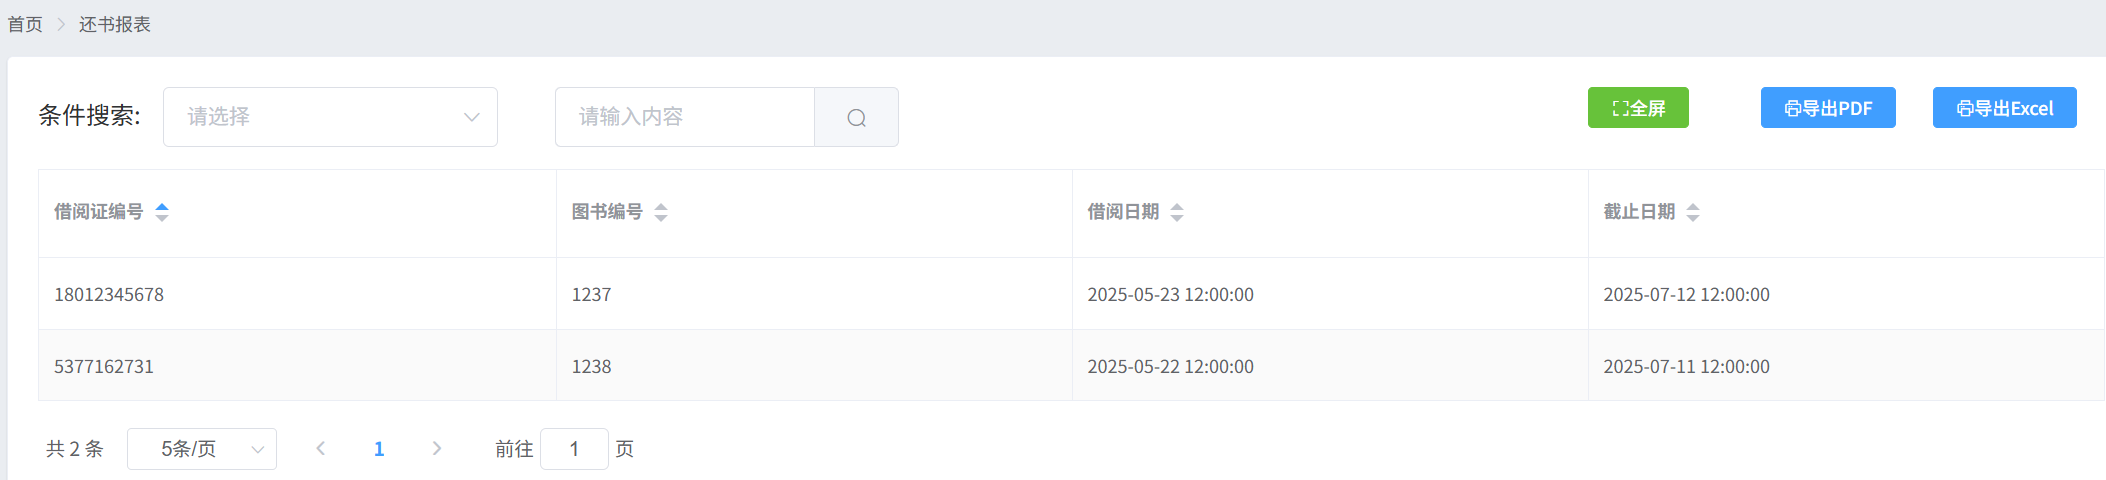 首页 > 还书报表
条件搜索: 请选择 请输入内容 全屏 导出PDF 导出Excel
借阅证编号 图书编号 借阅日期 截止日期
18012345678 1237 2025-05-23 12:00:00 2025-07-12 12:00:00
5377162731 1238 2025-05-22 12:00:00 2025-07-11 12:00:00
共 2 条 5条/页 < 1 > 前往 1 页